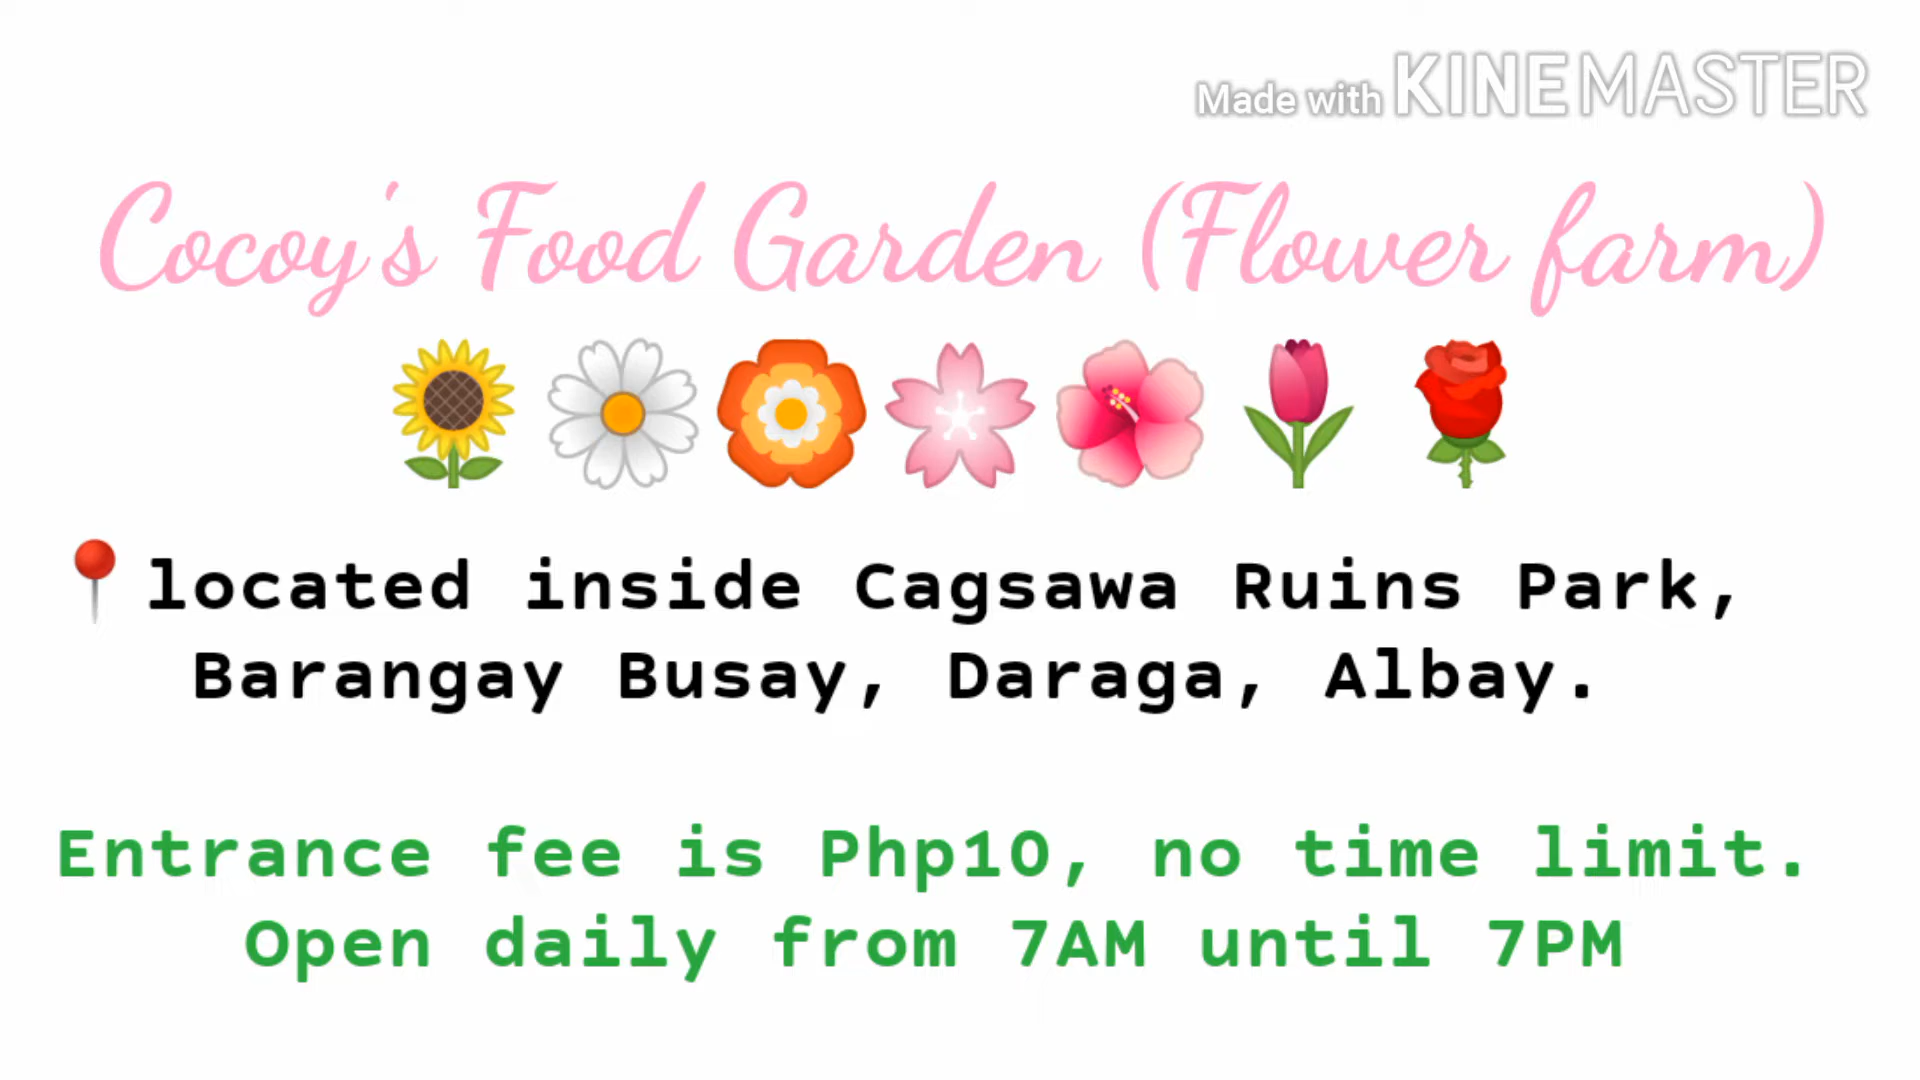 Made with KINEMASTER
Cocoy's Food Garden (Flower farm)
located inside Cagsawa Ruins Park,
Barangay Busay, Daraga, Albay.
Entrance fee is Php10, no time limit.
Open daily from 7AM until 7PM